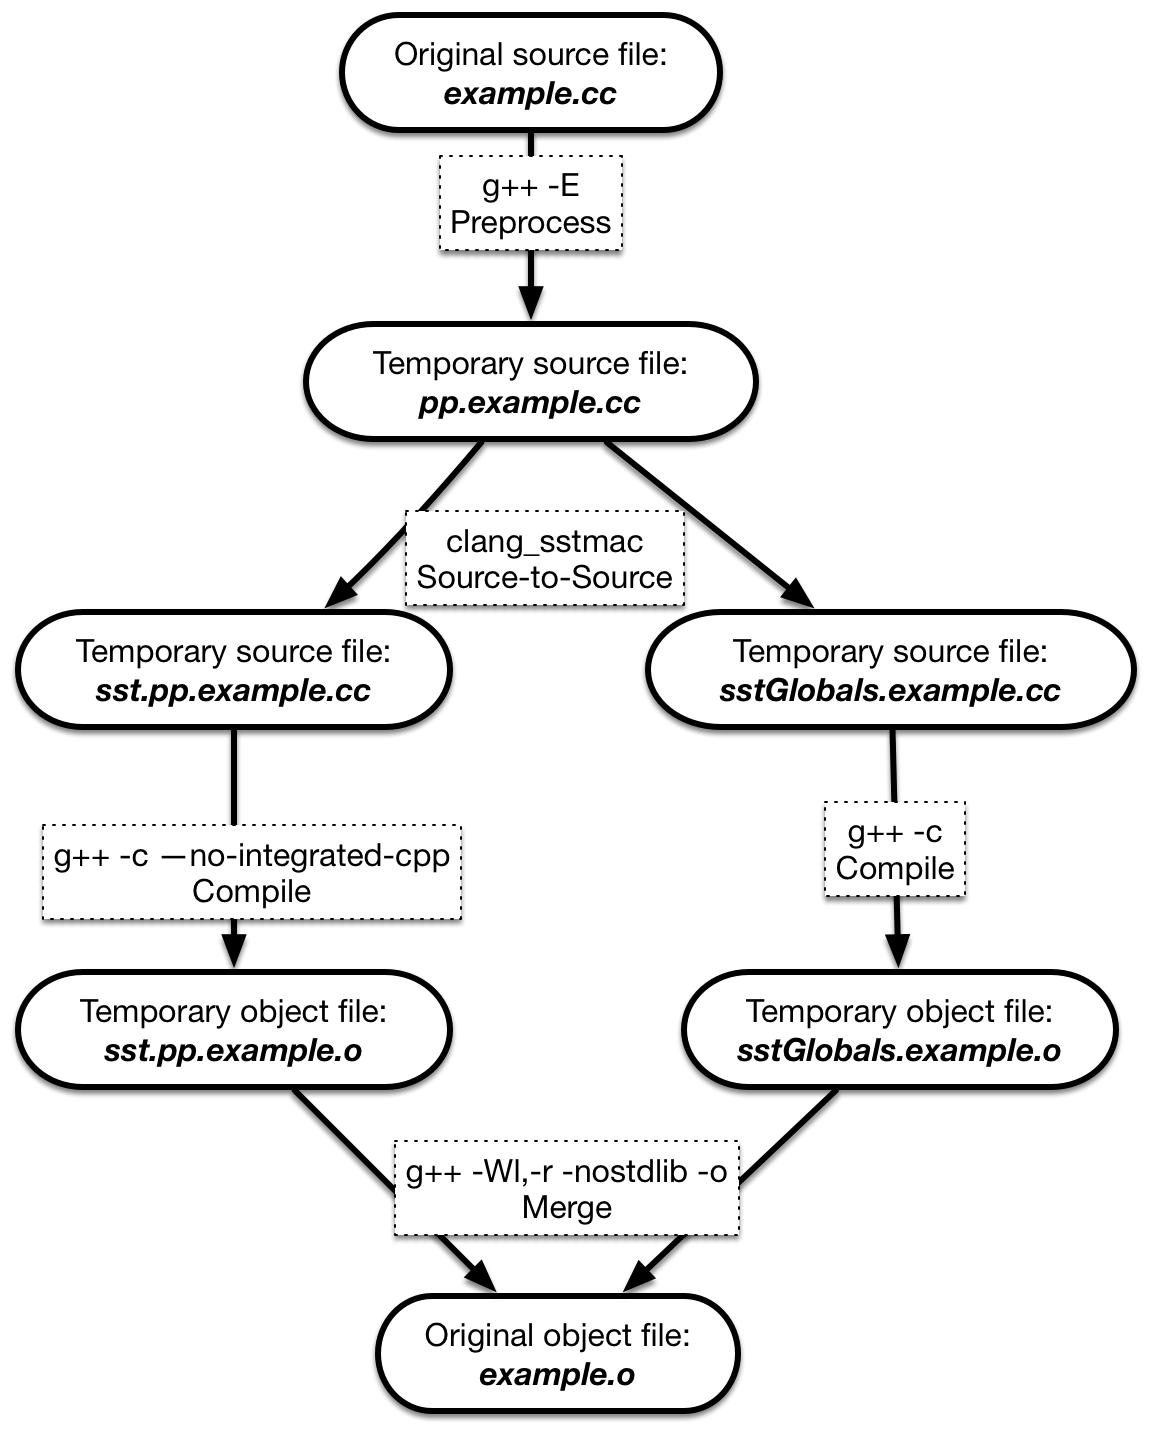 Original source file:
example.cc
g++ -E
Preprocess
Temporary source file:
pp.example.cc
clang_sstmac
Source-to-Source
Temporary source file:
sst.pp.example.cc
Temporary source file:
sstGlobals.example.cc
g++ -c —no-integrated-cpp
Compile
g++ -c
Compile
Temporary object file:
sst.pp.example.o
Temporary object file:
sstGlobals.example.o
g++ -Wl,-r -nostdlib -o
Merge
Original object file:
example.o